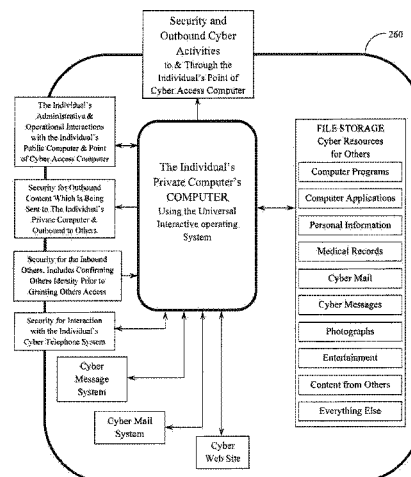 Security and
Outbound Cyber
Activities
to & Through the
Individual's Point of
Cyber Access Computer
260
The Individual's
Administrative &
Operational Interactions
with the Individual's
Public Computer & Point
of Cyber Access Computer
Security for Outbound
Content Which is Being
Sent to The Individual's
Private Computer &
Outbound to Others.
Security for the Inbound
Others. Includes Confirming
Others Identity Prior to
Granting Others Access
Security for Interaction
with the Individual's
Cyber Telephone System
The Individual's
Private Computer's
COMPUTER
Using the Universal
Interactive operating
System
FILE STORAGE
Cyber Resources
for Others
Computer Programs
Computer Applications
Personal Information
Medical Records
Cyber Mail
Cyber Messages
Photographs
Entertainment
Content from Others
Everything Else
Cyber
Message System
Cyber Mail
System
Cyber
Web Site